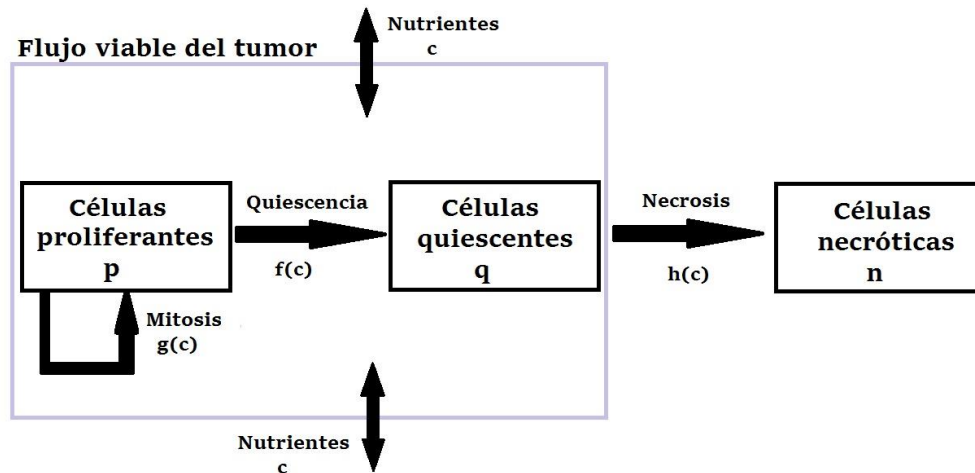 Nutrientes
c
Flujo viable del tumor
Células
proliferantes
p
Quiescencia
f(c)
Células
quiescentes
q
Necrosis
h(c)
Células
necróticas
n
Mitosis
g(c)
Nutrientes
c